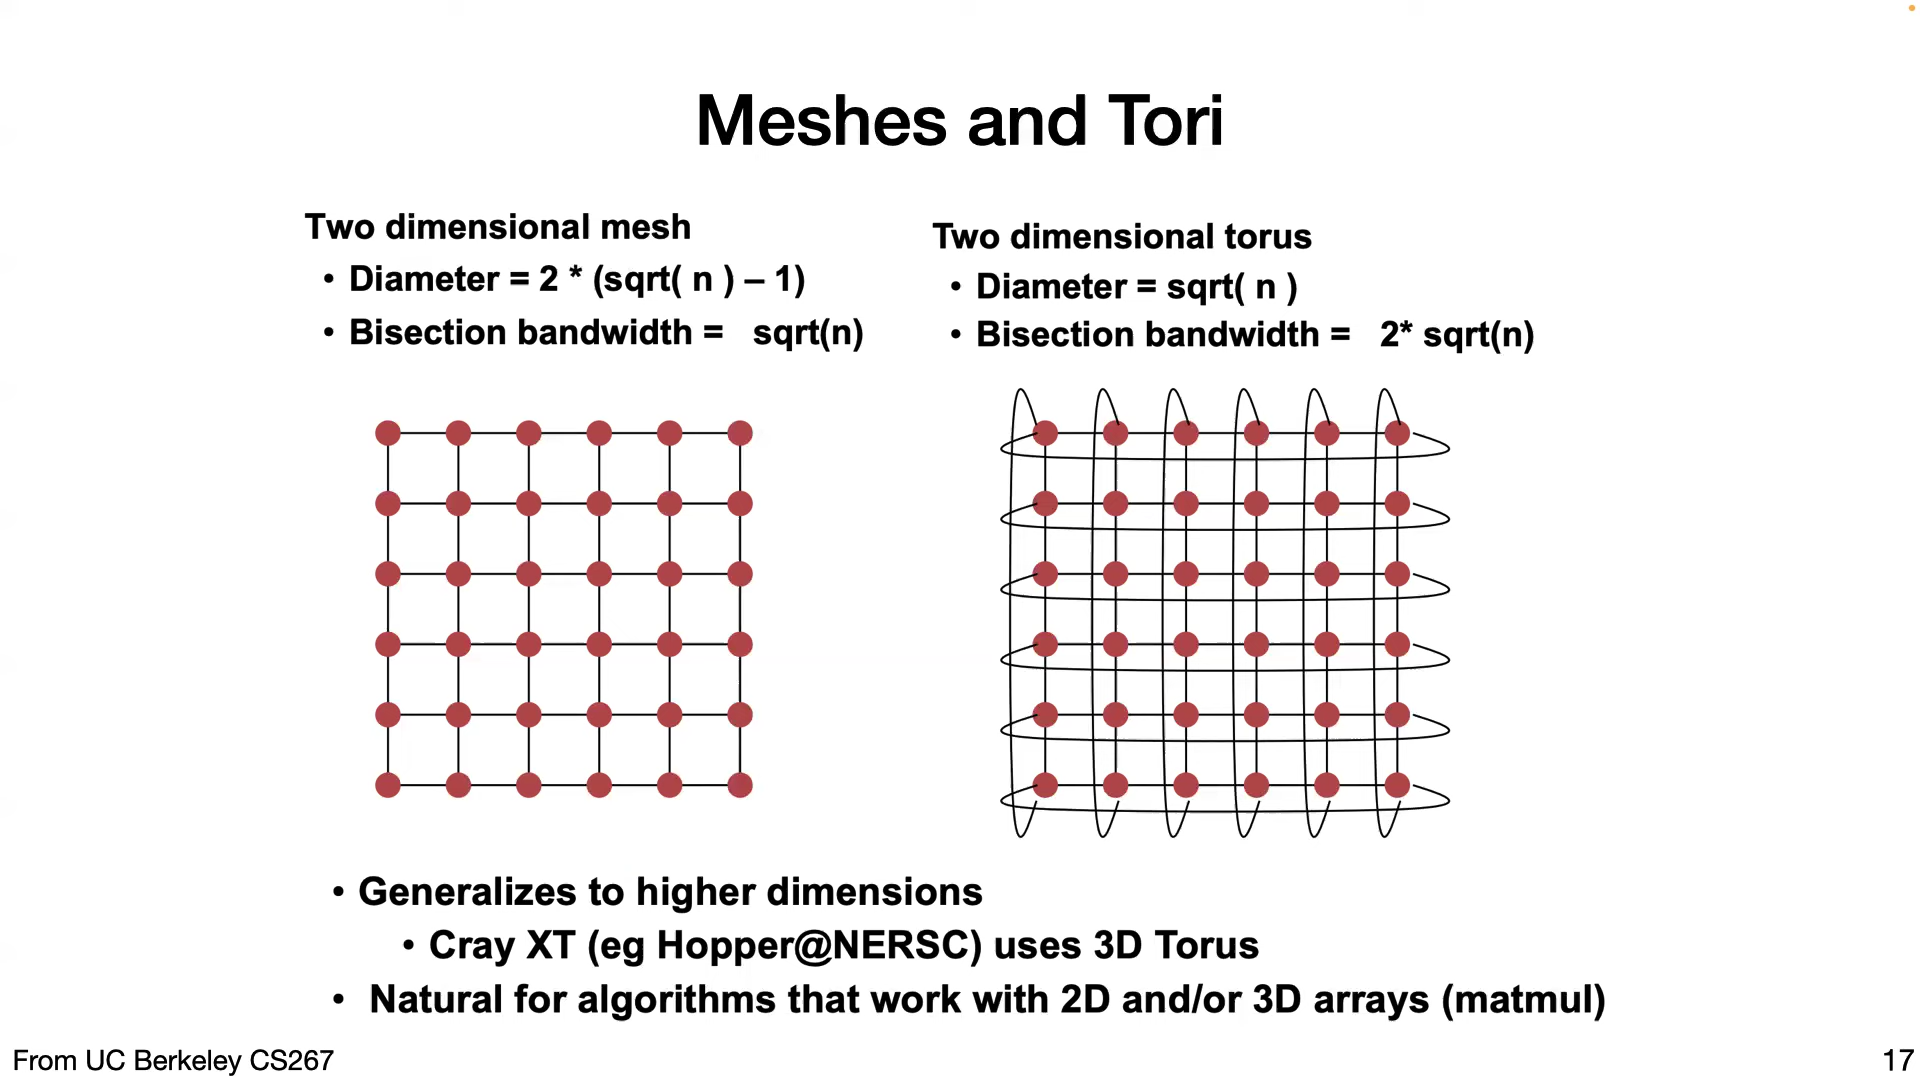 Meshes and Tori
Two dimensional mesh
• Diameter = 2 * (sqrt( n ) – 1)
• Bisection bandwidth = sqrt(n)
Two dimensional torus
• Diameter = sqrt( n )
• Bisection bandwidth = 2* sqrt(n)
• Generalizes to higher dimensions
• Cray XT (eg Hopper@NERSC) uses 3D Torus
• Natural for algorithms that work with 2D and/or 3D arrays (matmul)
From UC Berkeley CS267
17